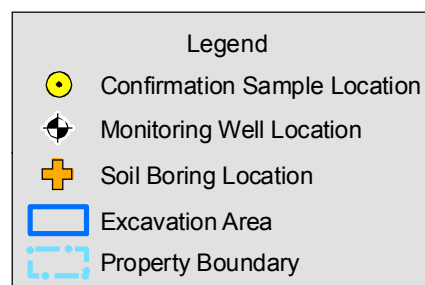 Legend
Confirmation Sample Location
Monitoring Well Location
Soil Boring Location
Excavation Area
Property Boundary